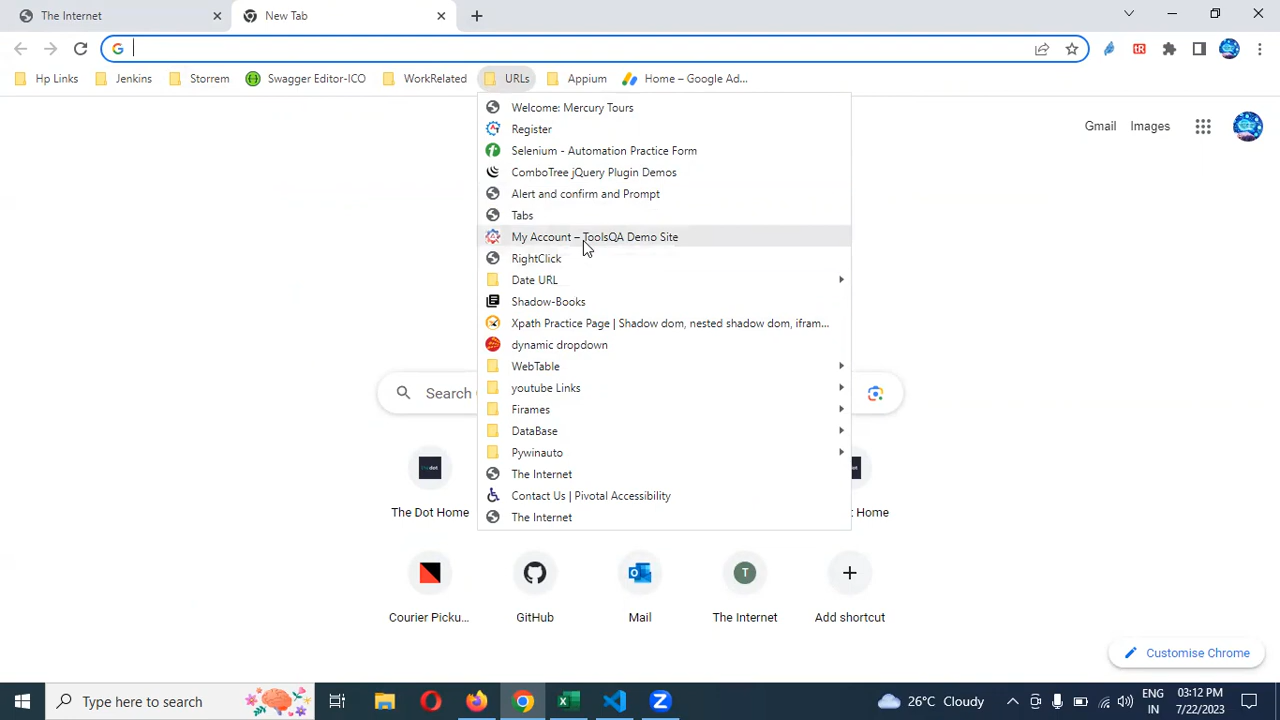 The Internet
New Tab
Hp Links
Jenkins
Storrem
Swagger Editor-ICO
WorkRelated
URLs
Appium
Home – Google Ad...
Gmail
Images
Welcome: Mercury Tours
Register
Selenium - Automation Practice Form
ComboTree jQuery Plugin Demos
Alert and confirm and Prompt
Tabs
My Account – ToolsQA Demo Site
RightClick
Date URL
Shadow-Books
Xpath Practice Page | Shadow dom, nested shadow dom, ifram...
dynamic dropdown
WebTable
youtube Links
Firames
DataBase
Pywinauto
The Internet
Contact Us | Pivotal Accessibility
The Internet
Search
The Dot Home
Home
Courier Picku...
GitHub
Mail
T
The Internet
Add shortcut
Customise Chrome
Type here to search
26°C Cloudy
ENG
IN
03:12 PM
7/22/2023